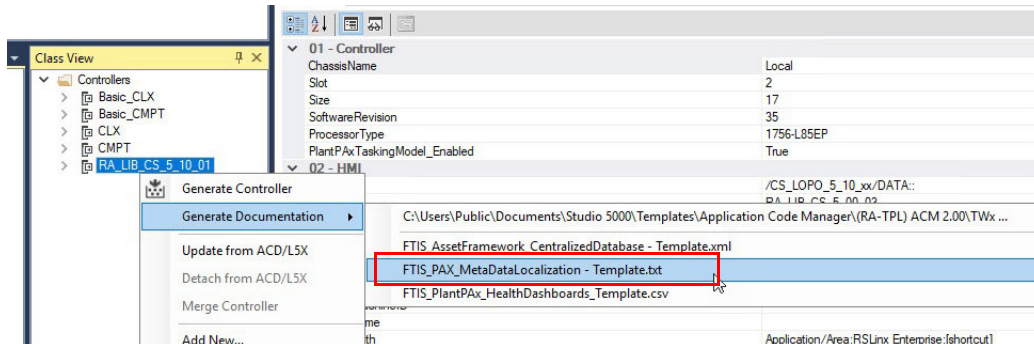 Class View
Controllers
Basic_CLX
Basic_CMPT
CLX
CMPT
RA_LIB_CS_5_10_01
01 - Controller
ChassisName Local
Slot 2
Size 17
SoftwareRevision 35
ProcessorType 1756-L85EP
PlantPAxTaskingModel_Enabled True
02 - HMI
/CS_LOPO_5_10_xx/DATA::
Generate Controller
Generate Documentation
Update from ACD/L5X
Detach from ACD/L5X
Merge Controller
Add New...
C:\Users\Public\Documents\Studio 5000\Templates\Application Code Manager\(RA-TPL) ACM 2.00\TWx ...
FTIS_AssetFramework_CentralizedDatabase - Template.xml
FTIS_PAX_MetaDataLocalization - Template.txt
FTIS_PlantPAx_HealthDashboards_Template.csv
me
th Application/Area:RSLinx Enterprise:[shortcut]